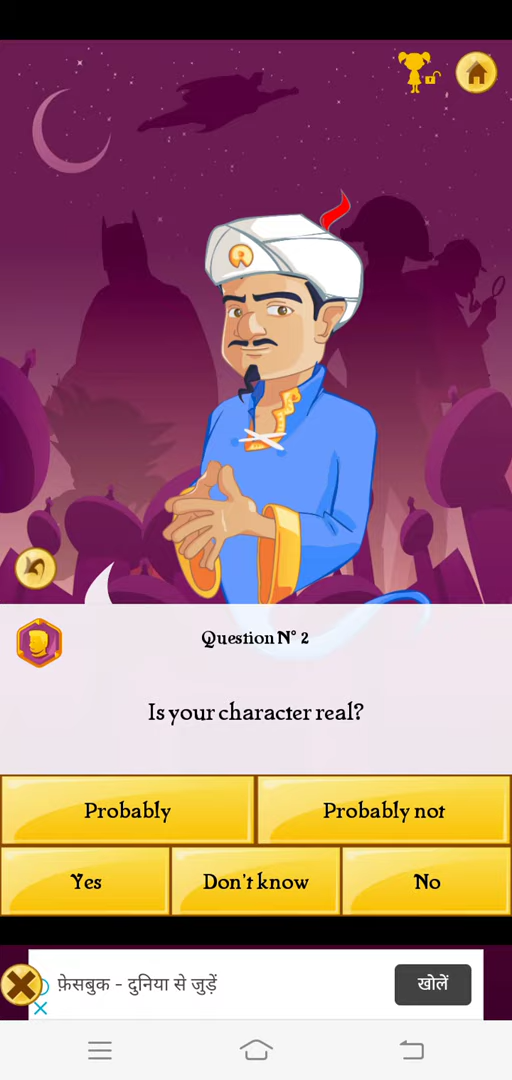 Question N° 2
Is your character real?
Probably
Probably not
Yes
Don't know
No
फ़ेसबुक - दुनिया से जुड़ें
खोलें